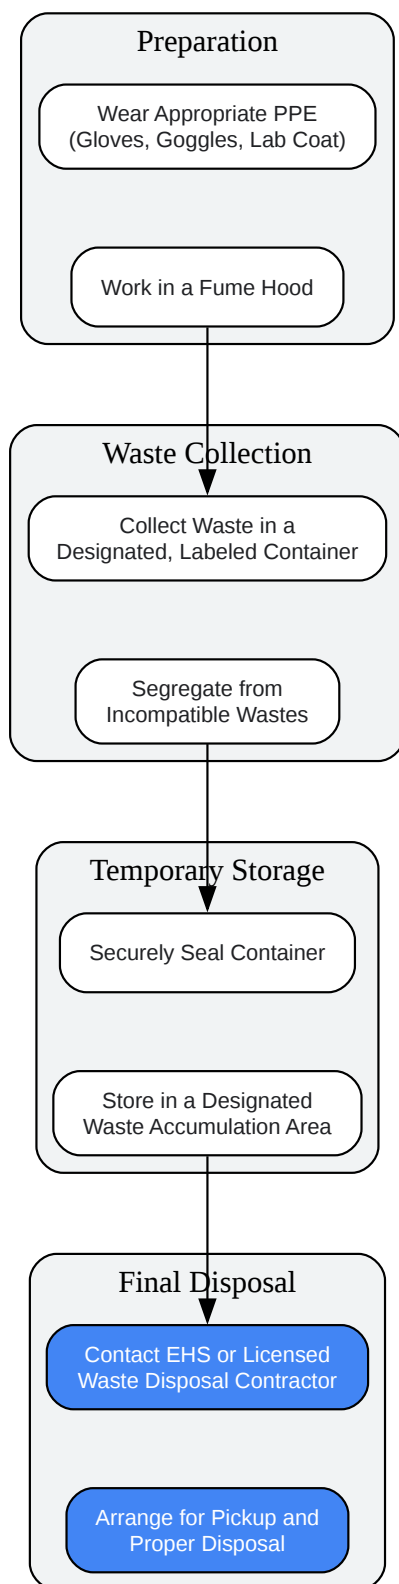 Preparation
Wear Appropriate PPE
(Gloves, Goggles, Lab Coat)
Work in a Fume Hood
Waste Collection
Collect Waste in a
Designated, Labeled Container
Segregate from
Incompatible Wastes
Temporary Storage
Securely Seal Container
Store in a Designated
Waste Accumulation Area
Final Disposal
Contact EHS or Licensed
Waste Disposal Contractor
Arrange for Pickup and
Proper Disposal